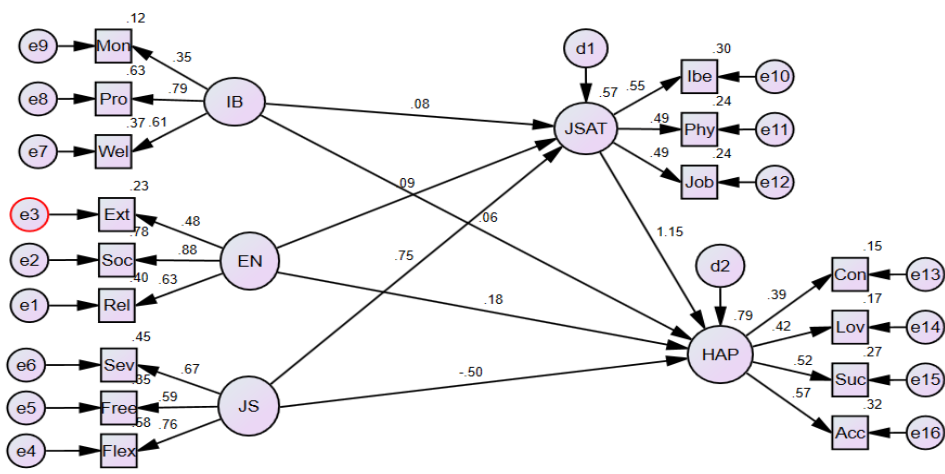 .12
e9 Mon .35
.63
e8 Pro .79
.37 .61
e7 Wel
IB
.23
e3 Ext .48
.78
e2 Soc .88
.40
e1 Rel .63
EN
.45
e6 Sev .67
.35
e5 Free .59
.58
e4 Flex .76
JS
.08
.09
.06
.75
.18
-.50
1.15
d1
.57
JSAT
.30
.55 Ibe e10
.24
.49 Phy e11
.24
.49 Job e12
d2
.79
HAP
.15
.39 Con e13
.17
.42 Lov e14
.27
.52 Suc e15
.32
.57 Acc e16